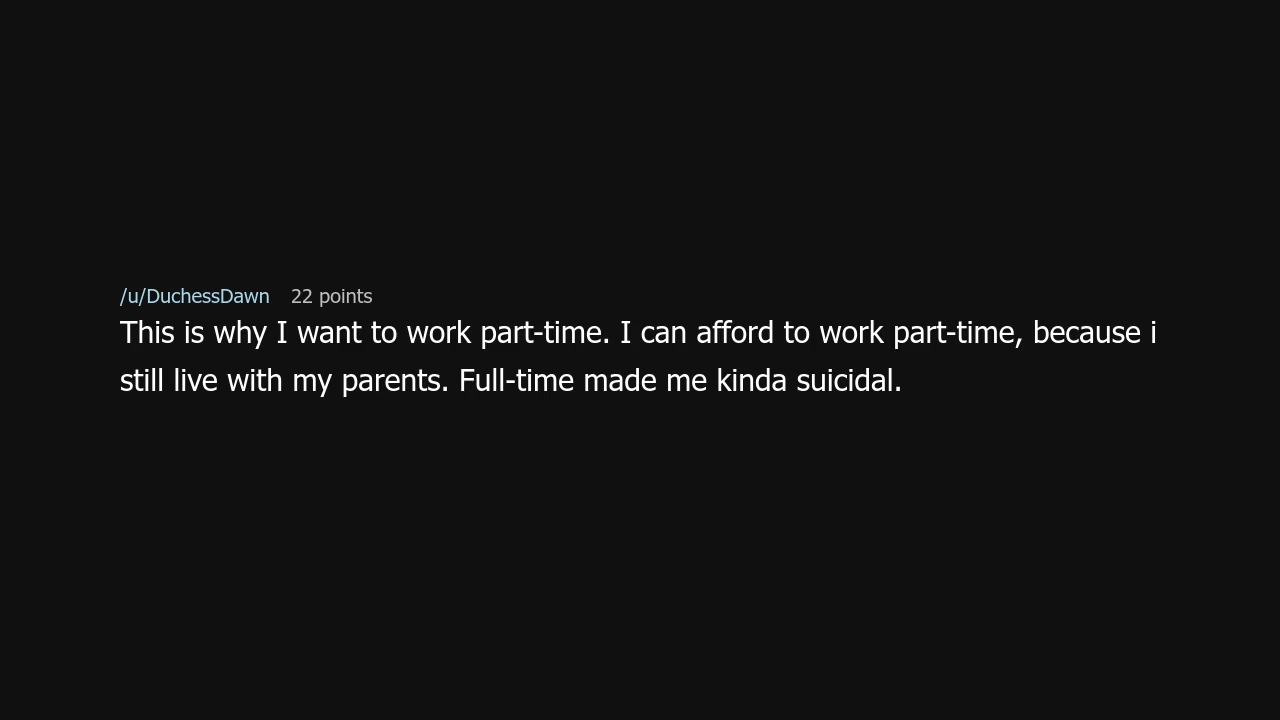 /u/DuchessDawn 22 points
This is why I want to work part-time. I can afford to work part-time, because i
still live with my parents. Full-time made me kinda suicidal.